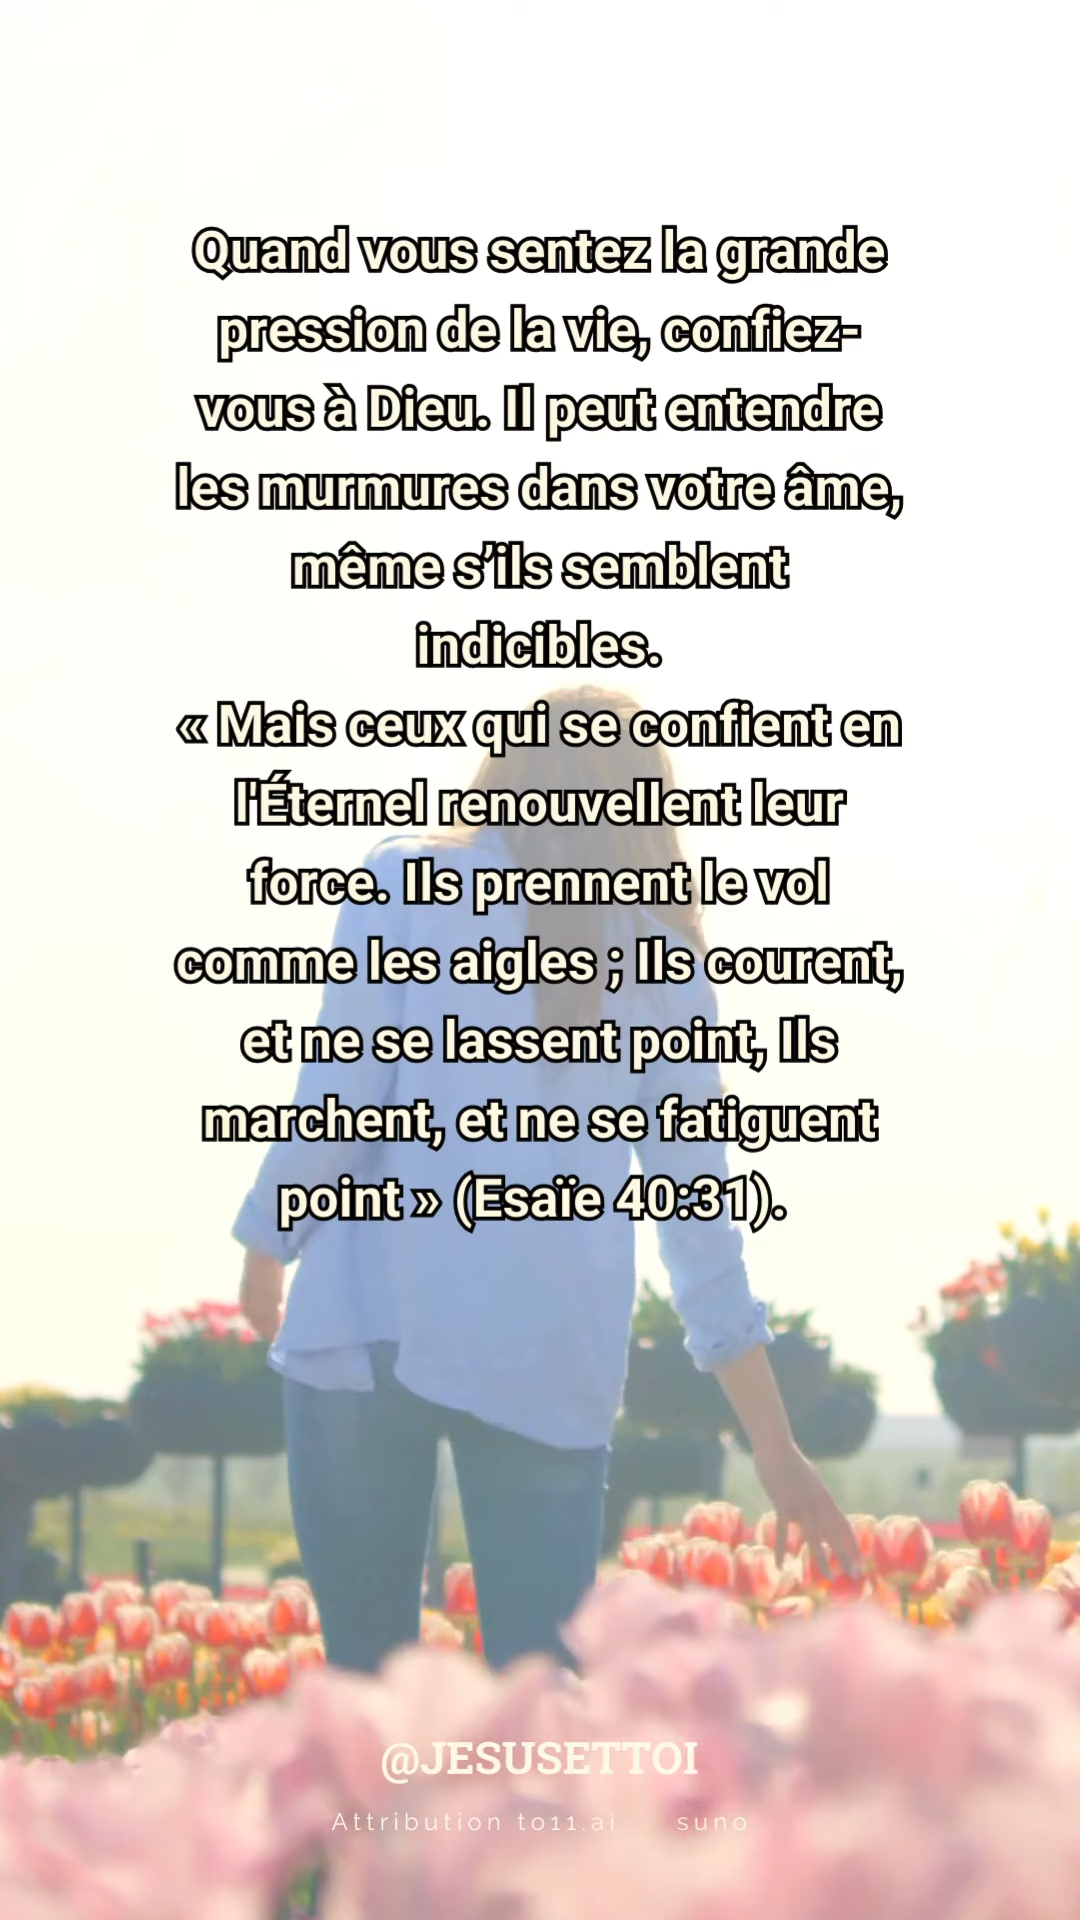 Quand vous sentez la grande
pression de la vie, confiez-
vous à Dieu. Il peut entendre
les murmures dans votre âme,
même s’ils semblent
indicibles.
« Mais ceux qui se confient en
l'Éternel renouvellent leur
force. Ils prennent le vol
comme les aigles ; Ils courent,
et ne se lassent point, Ils
marchent, et ne se fatiguent
point » (Esaïe 40:31).
@JESUSETTOI
Attribution to11.ai suno